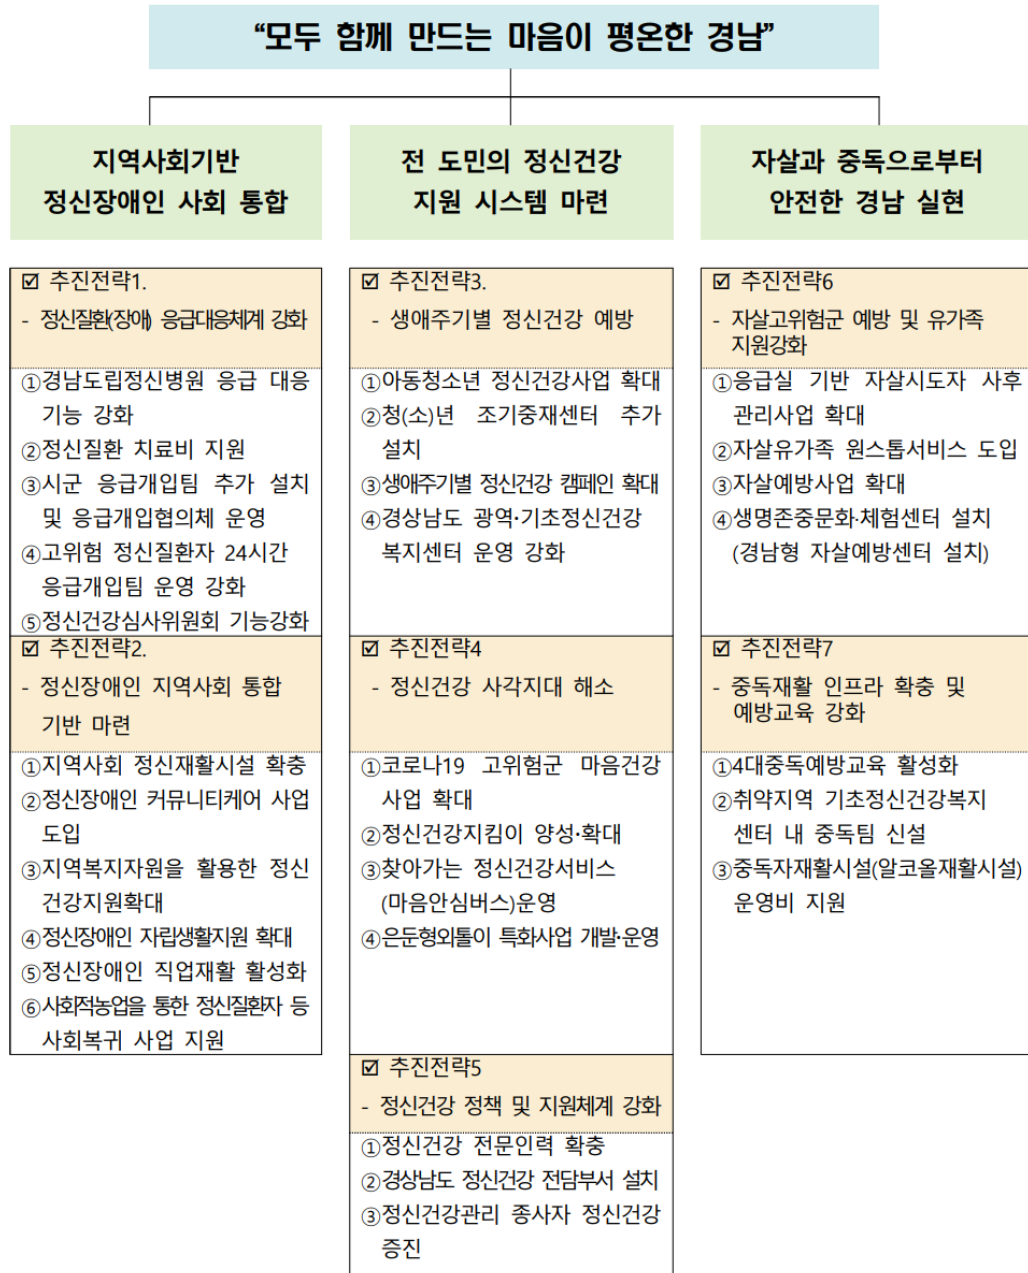 “모두 함께 만드는 마음이 평온한 경남”
지역사회기반
정신장애인 사회 통합
☑ 추진전략1.
- 정신질환(장애) 응급대응체계 강화
①경남도립정신병원 응급 대응
기능 강화
②정신질환 치료비 지원
③시군 응급개입팀 추가 설치
및 응급개입협의체 운영
④고위험 정신질환자 24시간
응급개입팀 운영 강화
⑤정신건강심사위원회 기능강화
☑ 추진전략2.
- 정신장애인 지역사회 통합
기반 마련
①지역사회 정신재활시설 확충
②정신장애인 커뮤니티케어 사업
도입
③지역복지자원을 활용한 정신
건강지원확대
④정신장애인 자립생활지원 확대
⑤정신장애인 직업재활 활성화
⑥사회적농업을 통한 정신질환자 등
사회복귀 사업 지원
전 도민의 정신건강
지원 시스템 마련
☑ 추진전략3.
- 생애주기별 정신건강 예방
①아동청소년 정신건강사업 확대
②청(소)년 조기중재센터 추가
설치
③생애주기별 정신건강 캠페인 확대
④경상남도 광역·기초정신건강
복지센터 운영 강화
☑ 추진전략4
- 정신건강 사각지대 해소
①코로나19 고위험군 마음건강
사업 확대
②정신건강지킴이 양성·확대
③찾아가는 정신건강서비스
(마음안심버스)운영
④은둔형외톨이 특화사업 개발·운영
☑ 추진전략5
- 정신건강 정책 및 지원체계 강화
①정신건강 전문인력 확충
②경상남도 정신건강 전담부서 설치
③정신건강관리 종사자 정신건강
증진
자살과 중독으로부터
안전한 경남 실현
☑ 추진전략6
- 자살고위험군 예방 및 유가족
지원강화
①응급실 기반 자살시도자 사후
관리사업 확대
②자살유가족 원스톱서비스 도입
③자살예방사업 확대
④생명존중문화·체험센터 설치
(경남형 자살예방센터 설치)
☑ 추진전략7
- 중독재활 인프라 확충 및
예방교육 강화
①4대중독예방교육 활성화
②취약지역 기초정신건강복지
센터 내 중독팀 신설
③중독자재활시설(알코올재활시설)
운영비 지원